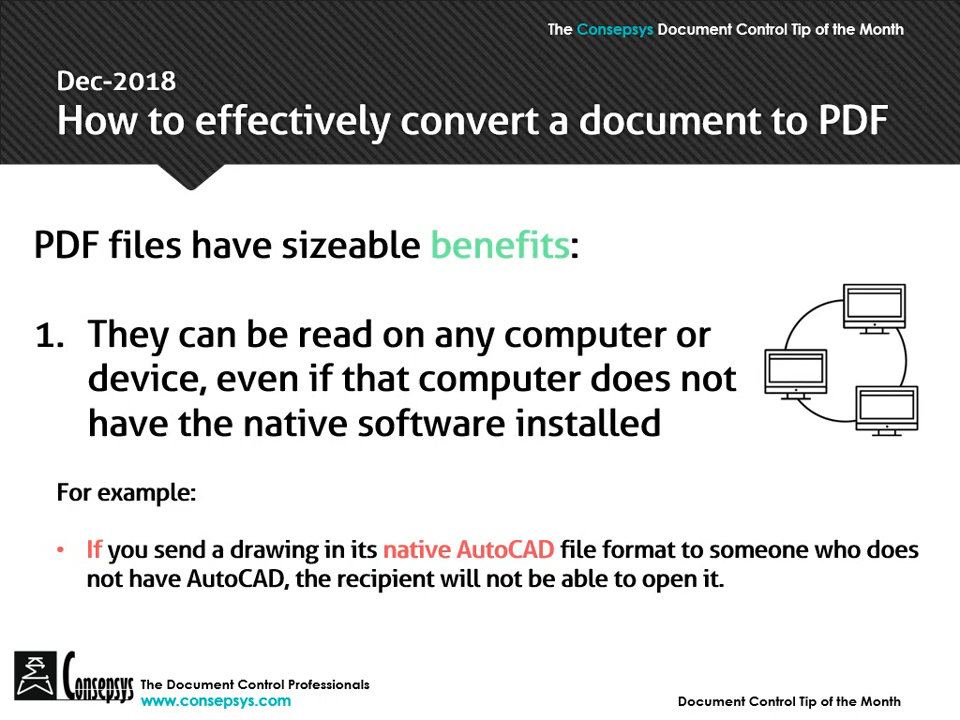 The Consepsys Document Control Tip of the Month
Dec-2018
How to effectively convert a document to PDF
PDF files have sizeable benefits:
1. They can be read on any computer or
device, even if that computer does not
have the native software installed
For example:
• If you send a drawing in its native AutoCAD file format to someone who does
not have AutoCAD, the recipient will not be able to open it.
Consepsys
The Document Control Professionals
www.consepsys.com
Document Control Tip of the Month